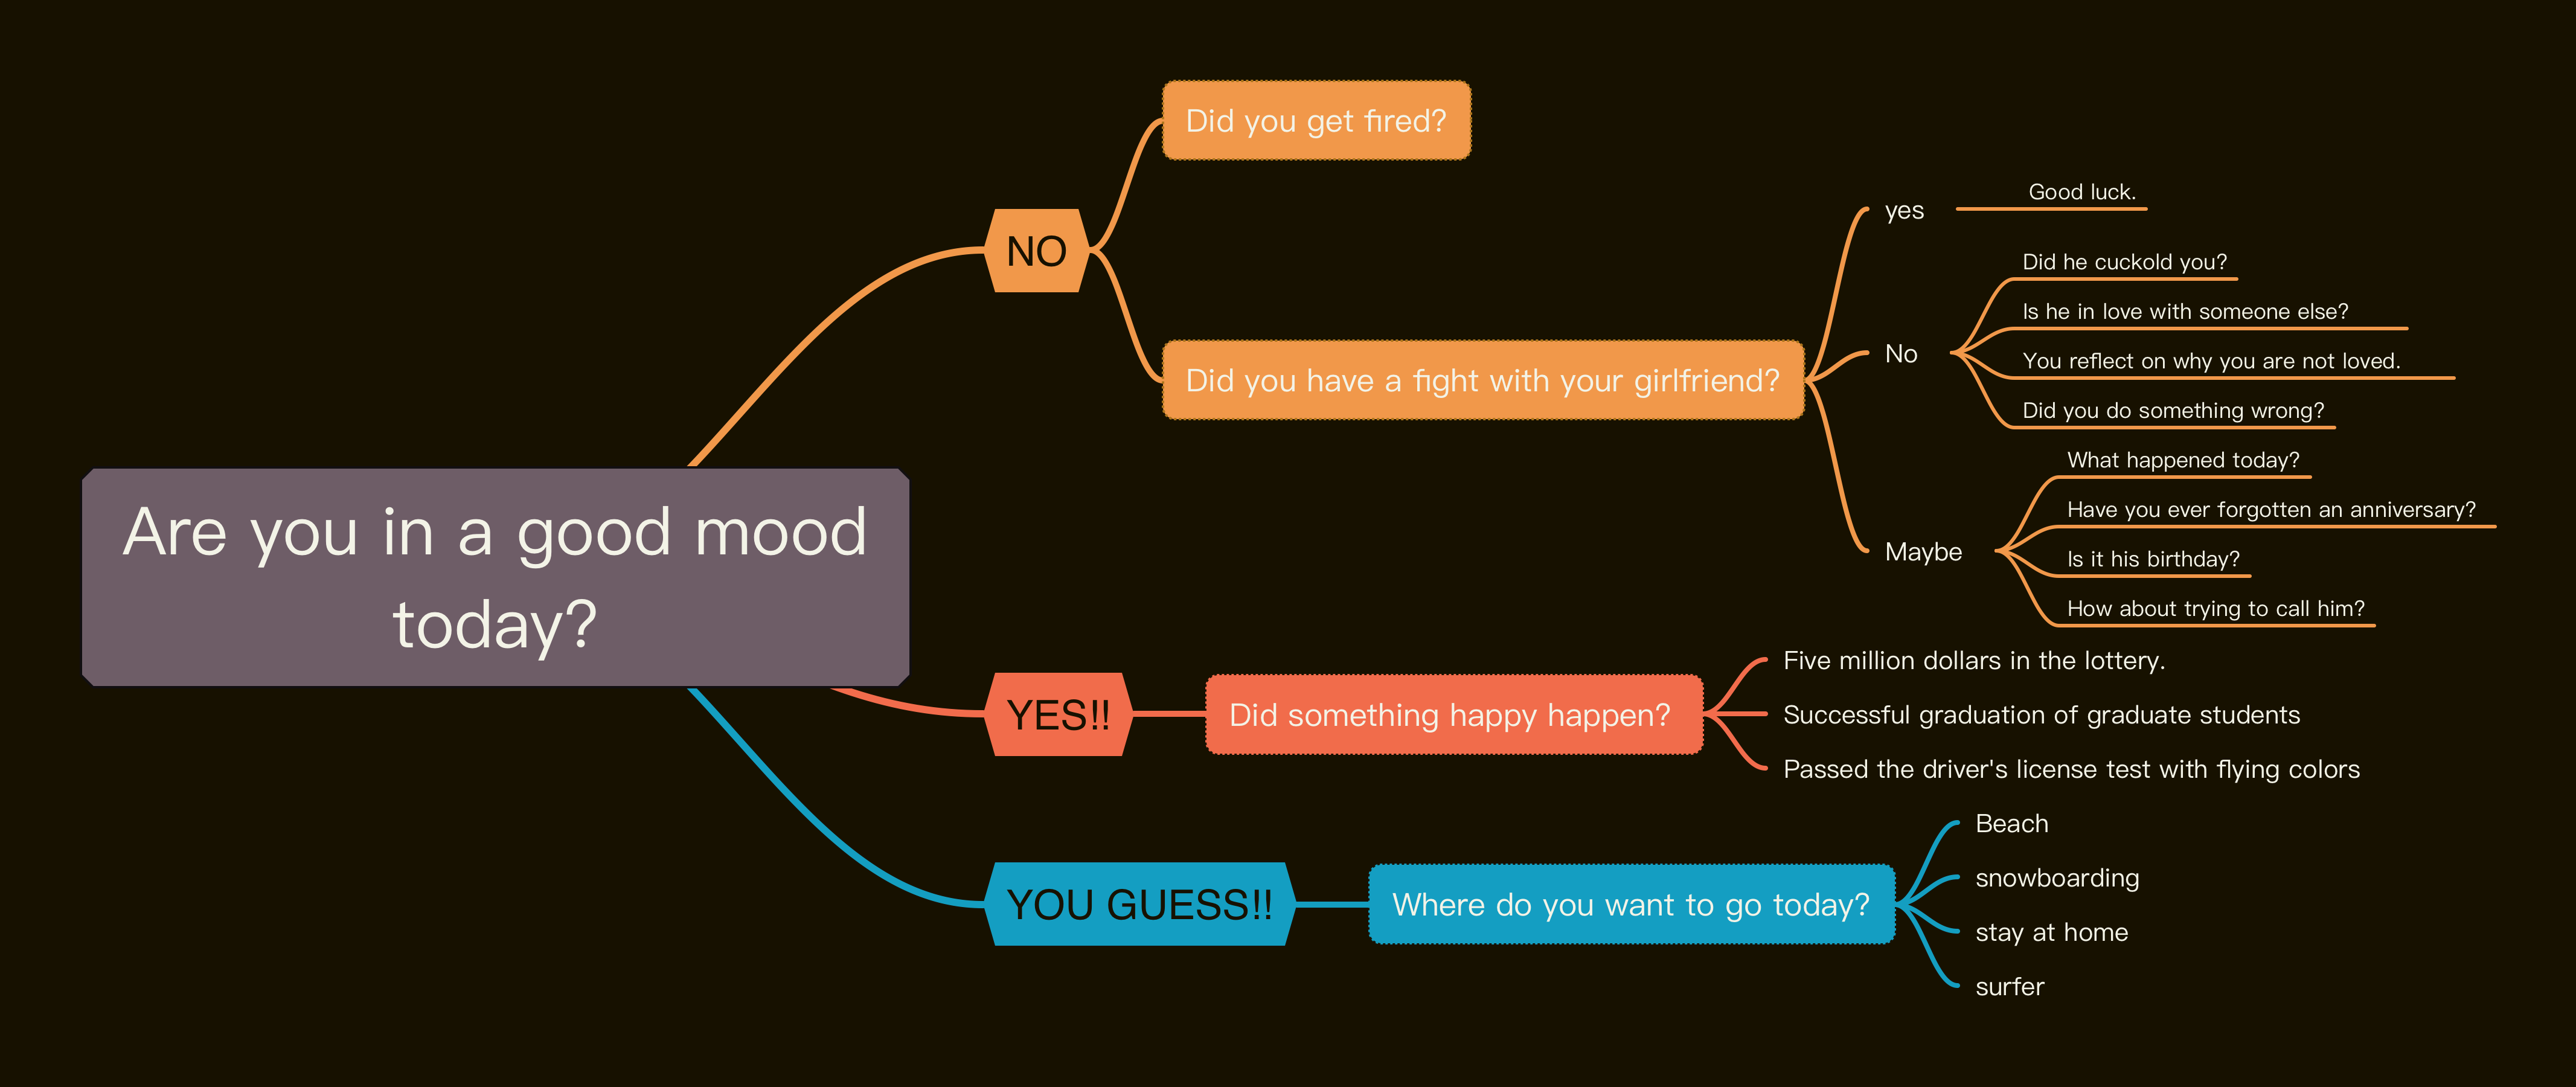 Are you in a good mood
today?
NO
Did you get fired?
Did you have a fight with your girlfriend?
yes
Good luck.
No
Did he cuckold you?
Is he in love with someone else?
You reflect on why you are not loved.
Did you do something wrong?
Maybe
What happened today?
Have you ever forgotten an anniversary?
Is it his birthday?
How about trying to call him?
YES!!
Did something happy happen?
Five million dollars in the lottery.
Successful graduation of graduate students
Passed the driver's license test with flying colors
YOU GUESS!!
Where do you want to go today?
Beach
snowboarding
stay at home
surfer